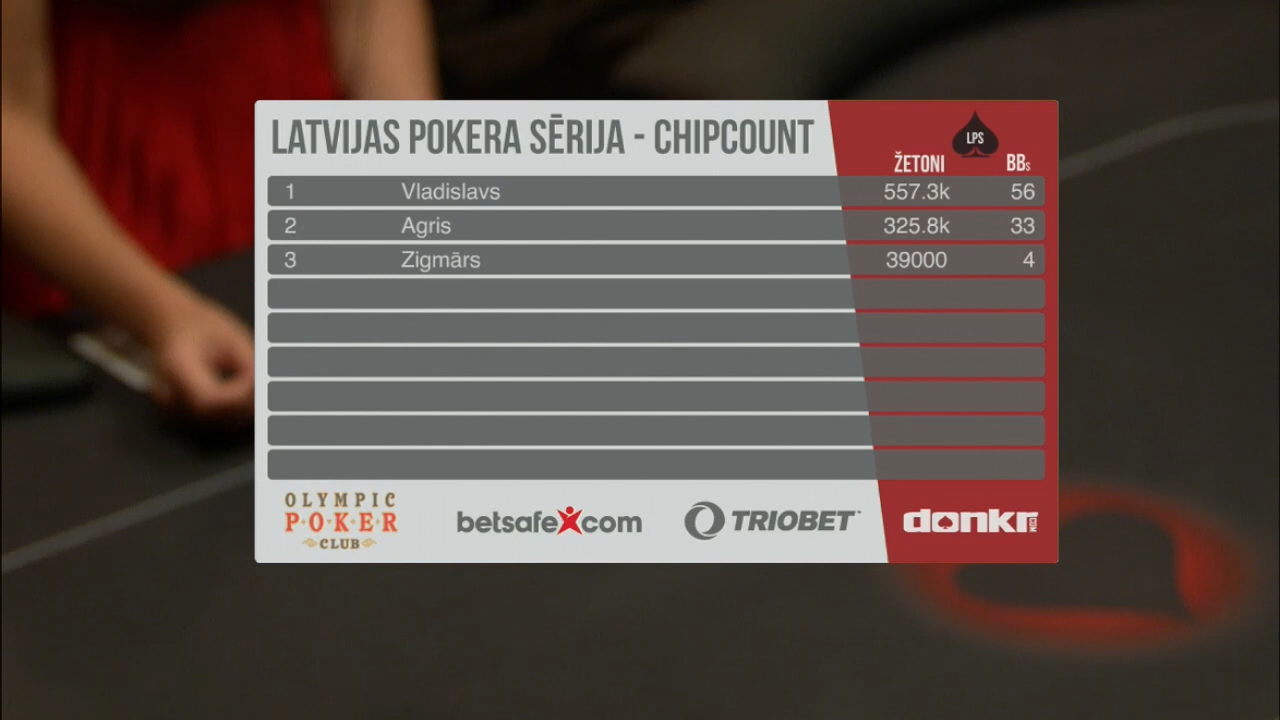 LATVIJAS POKERA SĒRIJA - CHIPCOUNT
LPS
ŽETONI BBs
1 Vladislavs 557.3k 56
2 Agris 325.8k 33
3 Zigmārs 39000 4
OLYMPIC
POKER
CLUB
betsafe.com
TRIOBET
donkr